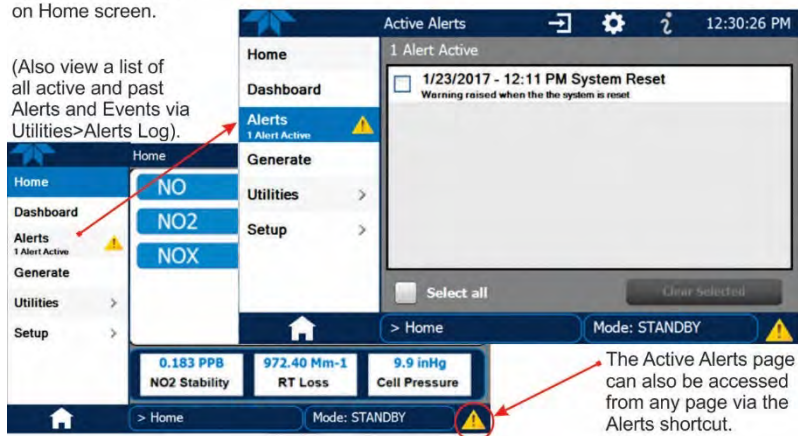 on Home screen.
(Also view a list of
all active and past
Alerts and Events via
Utilities>Alerts Log).
Active Alerts
12:30:26 PM
Home
Dashboard
Alerts
1 Alert Active
Generate
Utilities >
Setup >
1 Alert Active
1/23/2017 - 12:11 PM System Reset
Warning raised when the the system is reset
Select all
Clear Selected
> Home
Mode: STANDBY
Home
Home
Dashboard
Alerts
1 Alert Active
Generate
Utilities >
Setup >
NO
NO2
NOX
0.183 PPB
NO2 Stability
972.40 Mm-1
RT Loss
9.9 inHg
Cell Pressure
> Home
Mode: STANDBY
The Active Alerts page
can also be accessed
from any page via the
Alerts shortcut.